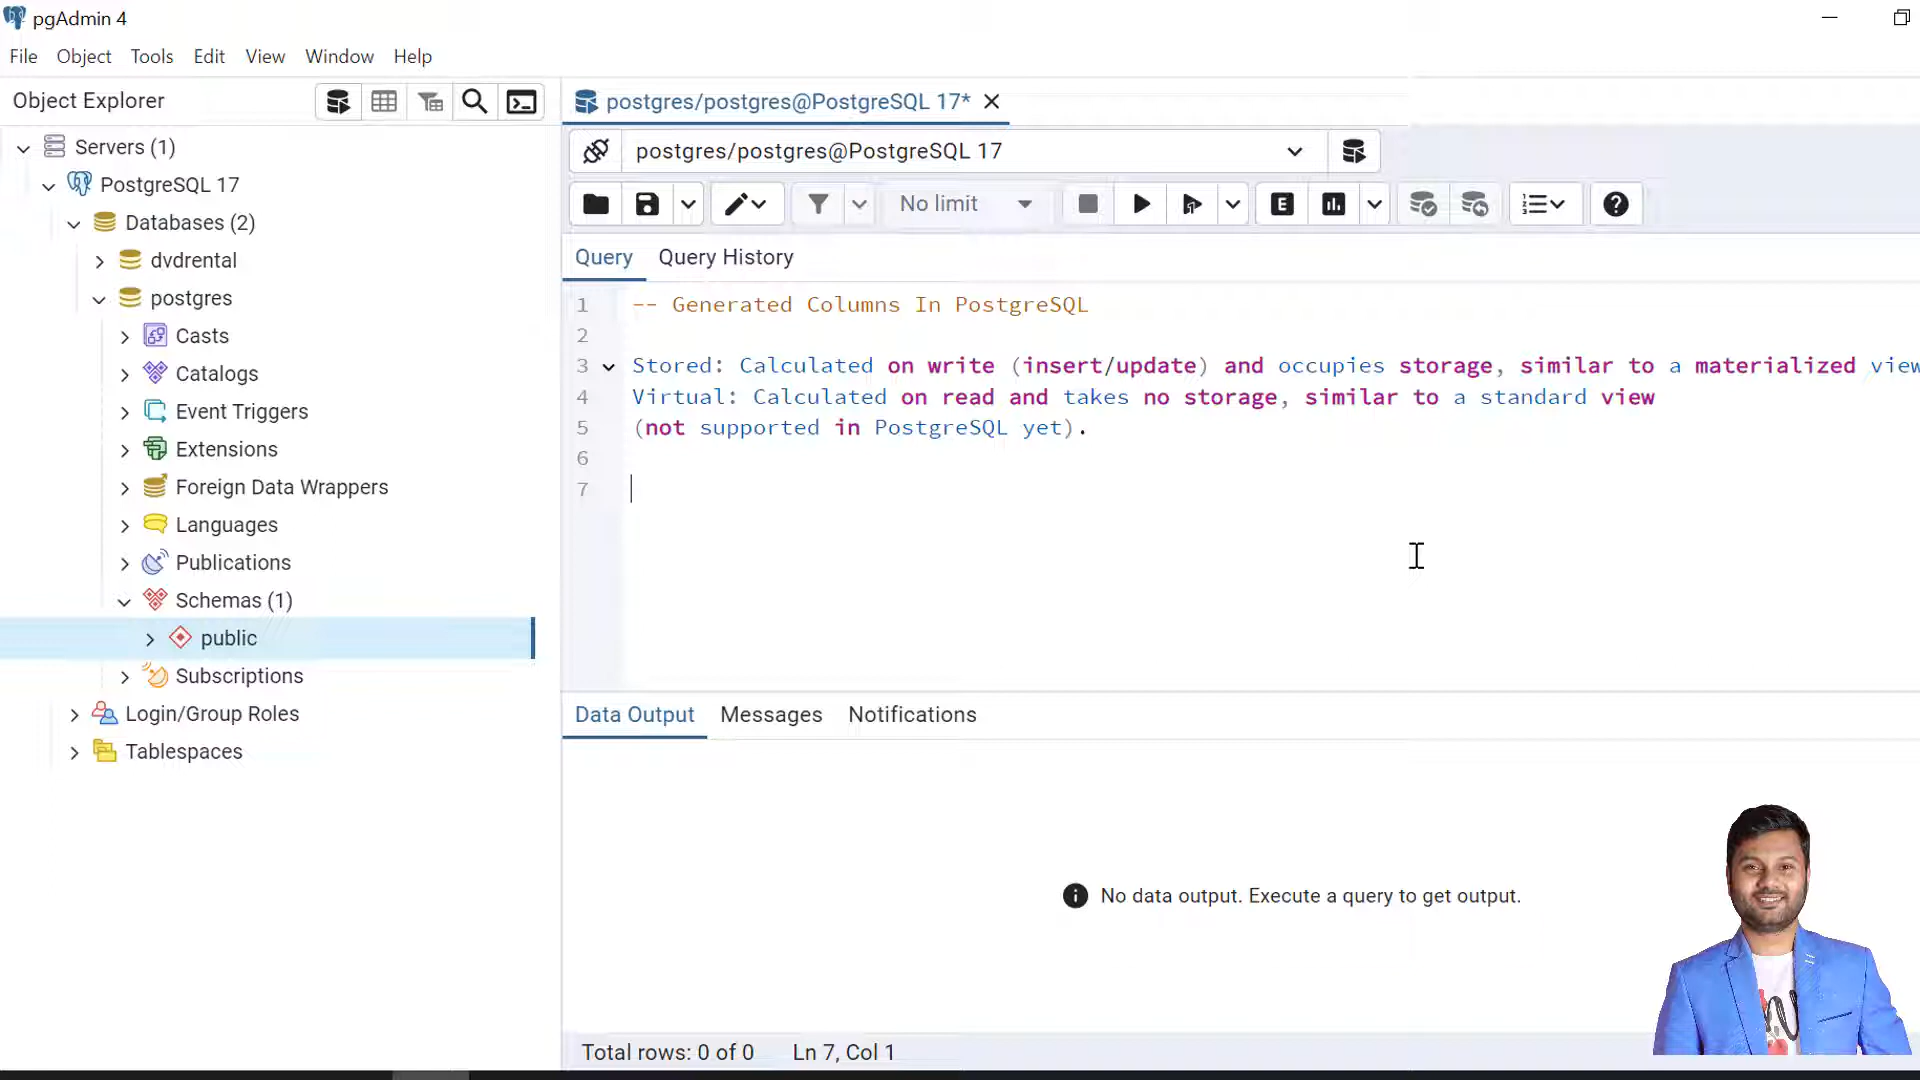 pgAdmin 4
File Object Tools Edit View Window Help
Object Explorer
Servers (1)
PostgreSQL 17
Databases (2)
dvdrental
postgres
Casts
Catalogs
Event Triggers
Extensions
Foreign Data Wrappers
Languages
Publications
Schemas (1)
public
Subscriptions
Login/Group Roles
Tablespaces
postgres/postgres@PostgreSQL 17*
postgres/postgres@PostgreSQL 17
No limit
E
Query Query History
1 -- Generated Columns In PostgreSQL
2
3 Stored: Calculated on write (insert/update) and occupies storage, similar to a materialized view
4 Virtual: Calculated on read and takes no storage, similar to a standard view
5 (not supported in PostgreSQL yet).
6
7
Data Output Messages Notifications
No data output. Execute a query to get output.
Total rows: 0 of 0 Ln 7, Col 1